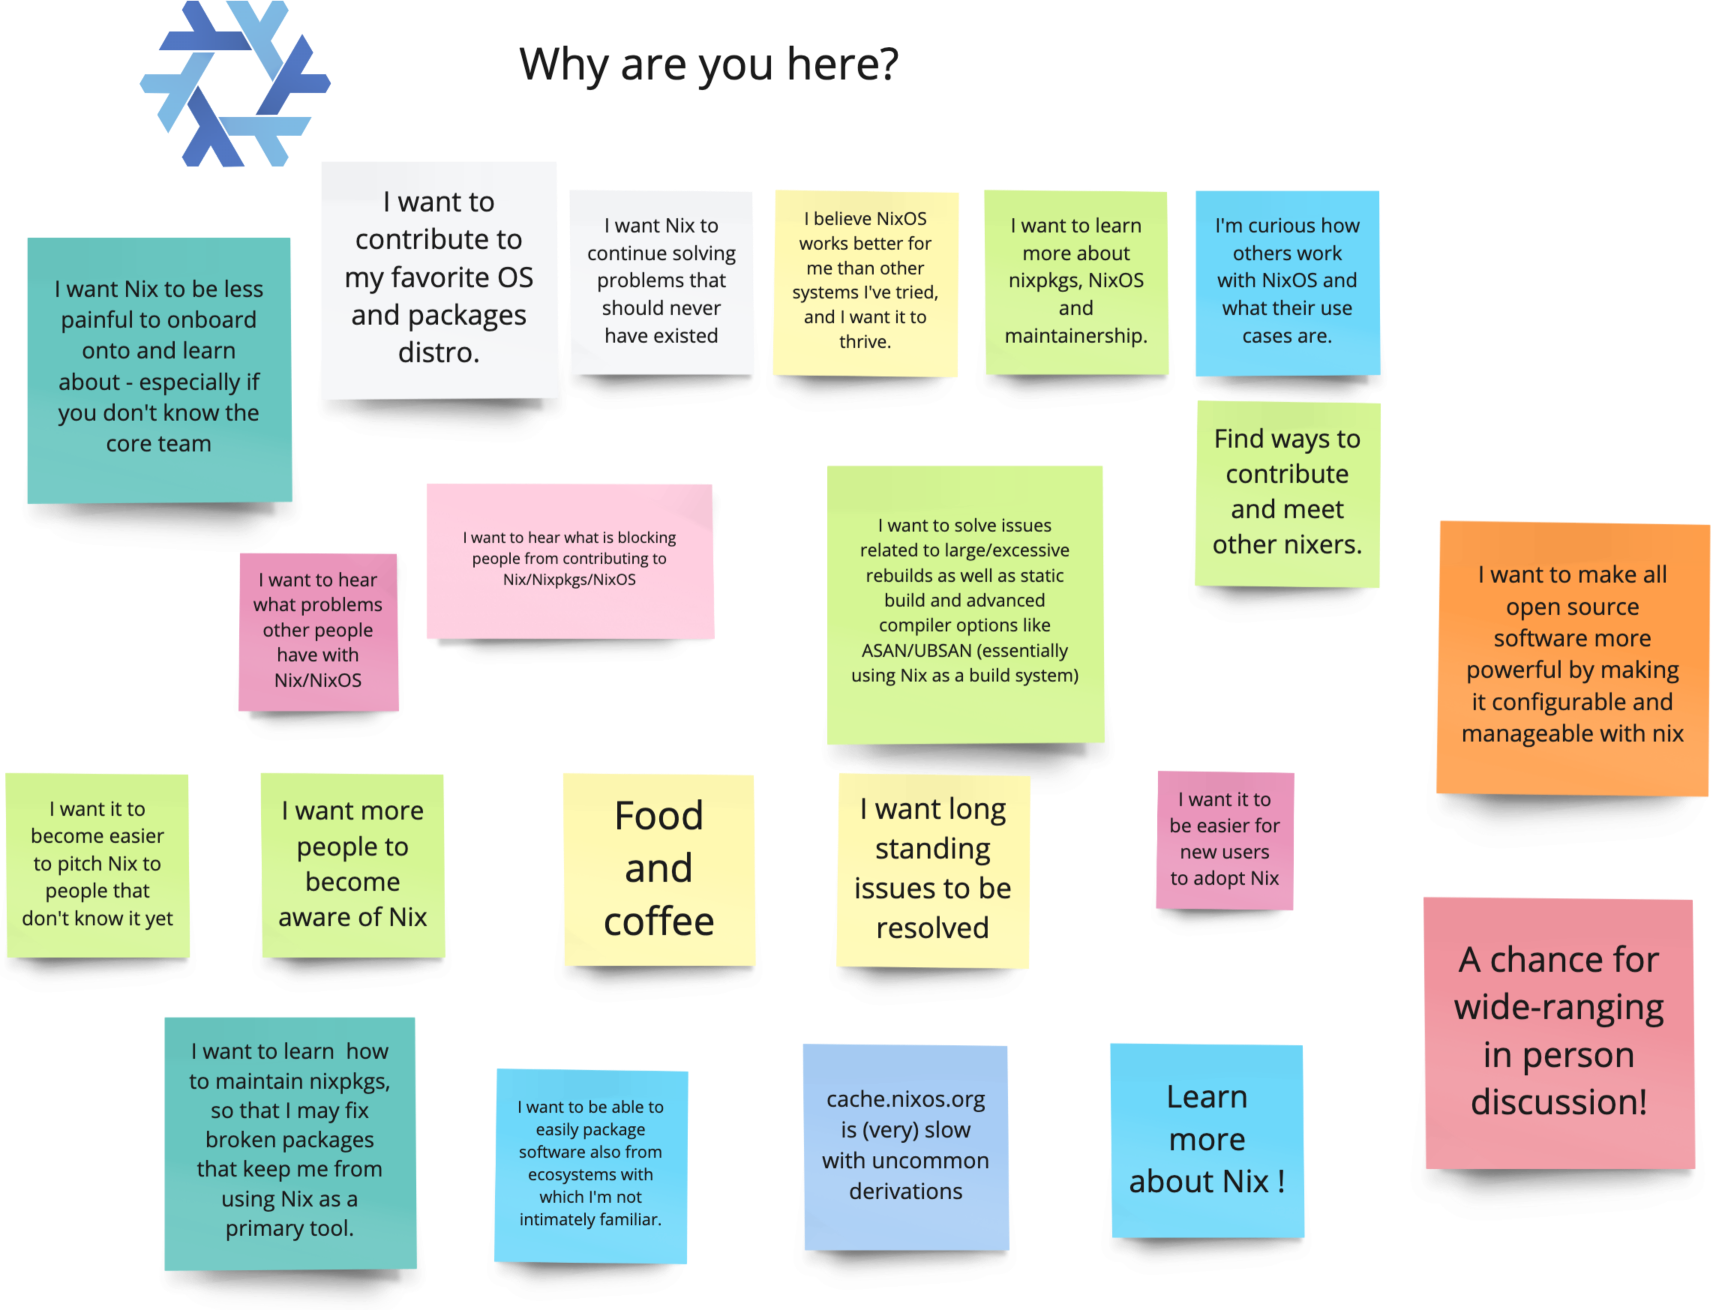 Why are you here?
I want Nix to be less
painful to onboard
onto and learn
about - especially if
you don't know the
core team
I want to
contribute to
my favorite OS
and packages
distro.
I want Nix to
continue solving
problems that
should never
have existed
I believe NixOS
works better for
me than other
systems I've tried,
and I want it to
thrive.
I want to learn
more about
nixpkgs, NixOS
and
maintainership.
I'm curious how
others work
with NixOS and
what their use
cases are.
Find ways to
contribute
and meet
other nixers.
I want to hear
what problems
other people
have with
Nix/NixOS
I want to hear what is blocking
people from contributing to
Nix/Nixpkgs/NixOS
I want to solve issues
related to large/excessive
rebuilds as well as static
build and advanced
compiler options like
ASAN/UBSAN (essentially
using Nix as a build system)
I want to make all
open source
software more
powerful by making
it configurable and
manageable with nix
I want it to
become easier
to pitch Nix to
people that
don't know it yet
I want more
people to
become
aware of Nix
Food
and
coffee
I want long
standing
issues to be
resolved
I want it to
be easier for
new users
to adopt Nix
A chance for
wide-ranging
in person
discussion!
I want to learn  how
to maintain nixpkgs,
so that I may fix
broken packages
that keep me from
using Nix as a
primary tool.
I want to be able to
easily package
software also from
ecosystems with
which I'm not
intimately familiar.
cache.nixos.org
is (very) slow
with uncommon
derivations
Learn
more
about Nix !